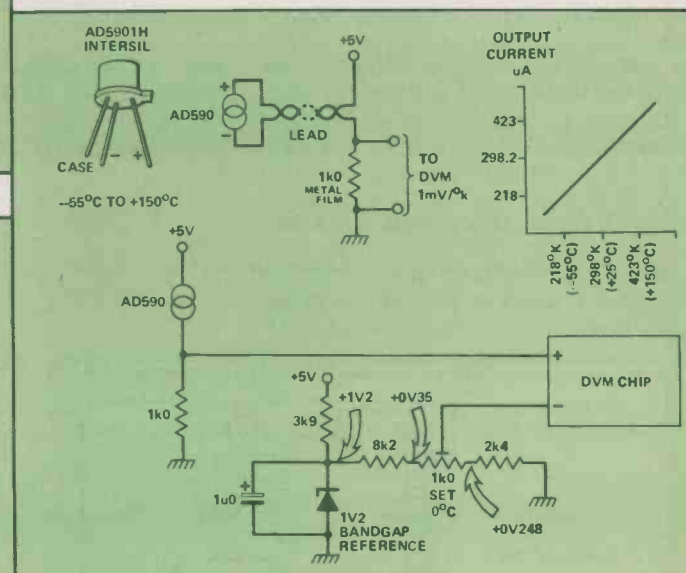 AD5901H
INTERSIL
CASE
−
+
--55°C TO +150°C
+5V
+
AD590
−
LEAD
1k0
METAL
FILM
TO
DVM
1mV/°k
OUTPUT
CURRENT
uA
423
298.2
218
218°K
(--55°C)
298°K
(+25°C)
423°K
(+150°C)
+5V
AD590
1k0
+5V
3k9
+1V2
+0V35
8k2
1k0
SET
0°C
2k4
+0V248
+
1u0
1V2
BANDGAP
REFERENCE
+
DVM CHIP
−